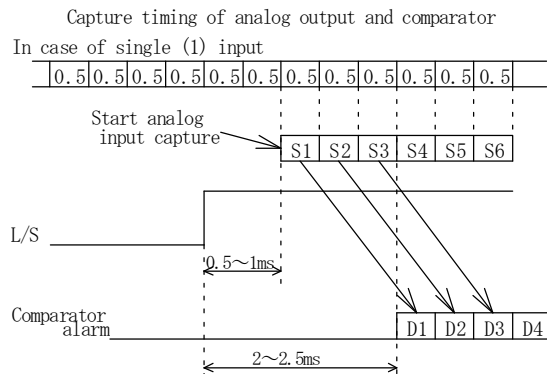 Capture timing of analog output and comparator
In case of single (1) input
0.5 0.5 0.5 0.5 0.5 0.5 0.5 0.5 0.5 0.5 0.5 0.5
Start analog
input capture
S1 S2 S3 S4 S5 S6
L/S
0.5～1ms
Comparator
alarm
D1 D2 D3 D4
2～2.5ms